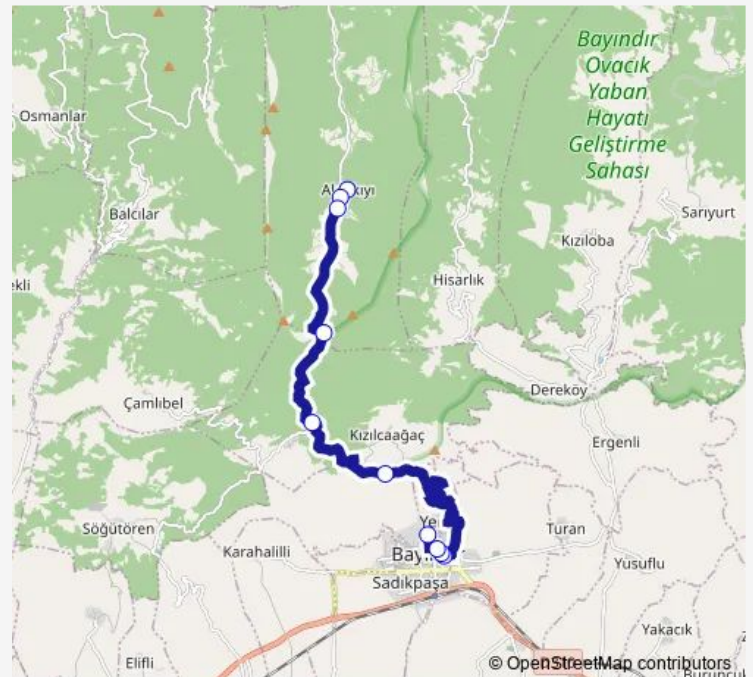 Bayındır
Ovacık
Yaban
Hayatı
Geliştirme
Sahası
Osmanlar
Balcılar
Sarıyurt
Kızıloba
Hisarlık
Dereköy
Çamlıbel
Kızılcaağaç
Ergenli
Söğütören
Turan
Karahalilli
Yusuflu
Sadıkpaşa
Yakacık
Elifli
© OpenStreetMap contributors